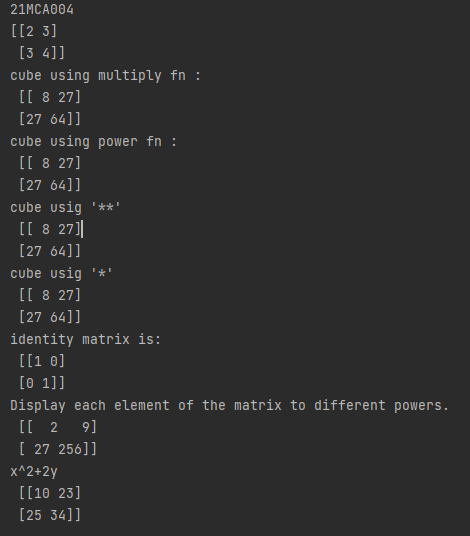 21MCA004
[[2 3]
 [3 4]]
cube using multiply fn :
 [[ 8 27]
 [27 64]]
cube using power fn :
 [[ 8 27]
 [27 64]]
cube usig '**'
 [[ 8 27]
 [27 64]]
cube usig '*'
 [[ 8 27]
 [27 64]]
identity matrix is:
 [[1 0]
 [0 1]]
Display each element of the matrix to different powers.
 [[  2   9]
 [ 27 256]]
x^2+2y
 [[10 23]
 [25 34]]